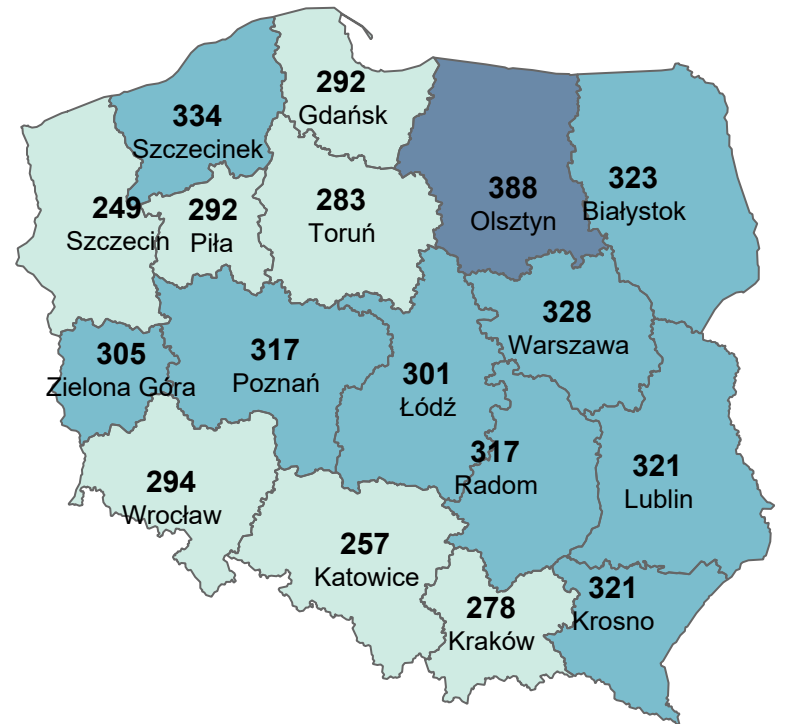 292
Gdańsk
334
Szczecinek
388
Olsztyn
323
Białystok
249
Szczecin
292
Piła
283
Toruń
328
Warszawa
305
Zielona Góra
317
Poznań
301
Łódź
317
Radom
321
Lublin
294
Wrocław
257
Katowice
278
Kraków
321
Krosno